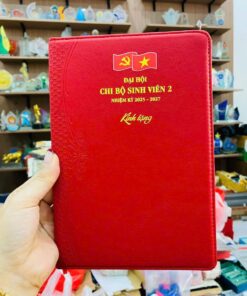 ĐẠI HỘI
CHI BỘ SINH VIÊN 2
NHIỆM KỲ 2025 - 2027
Kính tặng